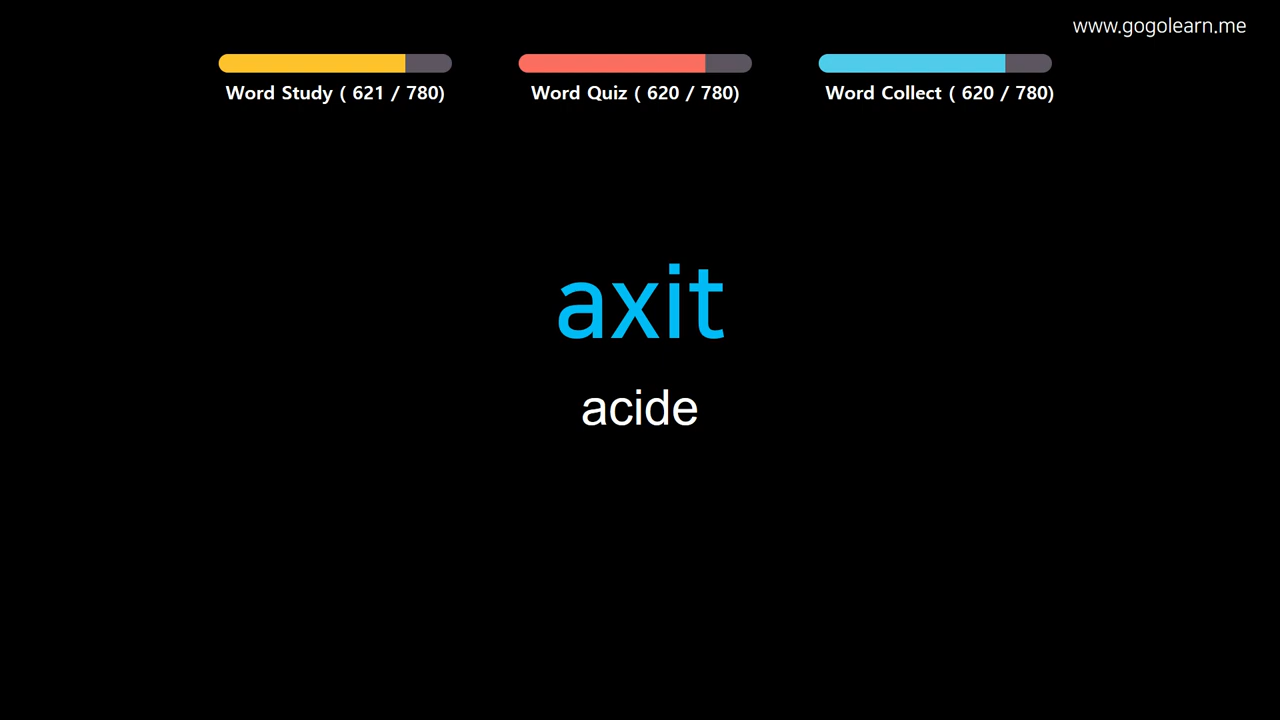 www.gogolearn.me
Word Study ( 621 / 780)
Word Quiz ( 620 / 780)
Word Collect ( 620 / 780)
axit
acide